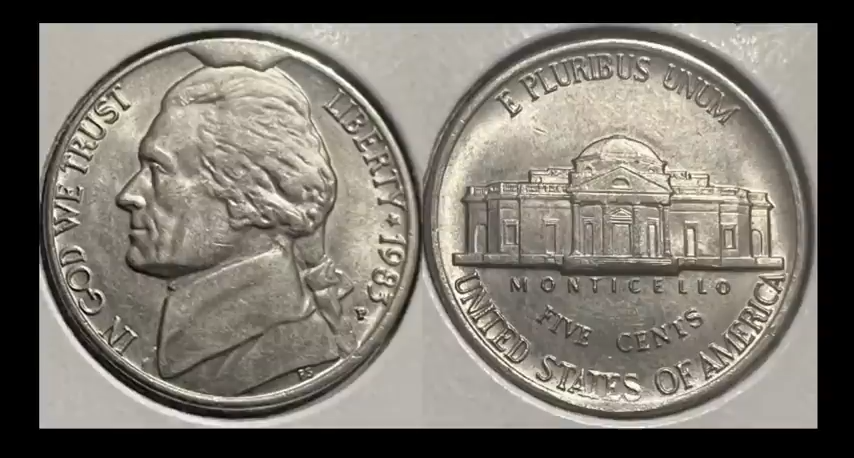 IN GOD WE TRUST
LIBERTY ★ 1983
P
FS
E PLURIBUS UNUM
MONTICELLO
FIVE CENTS
UNITED STATES OF AMERICA